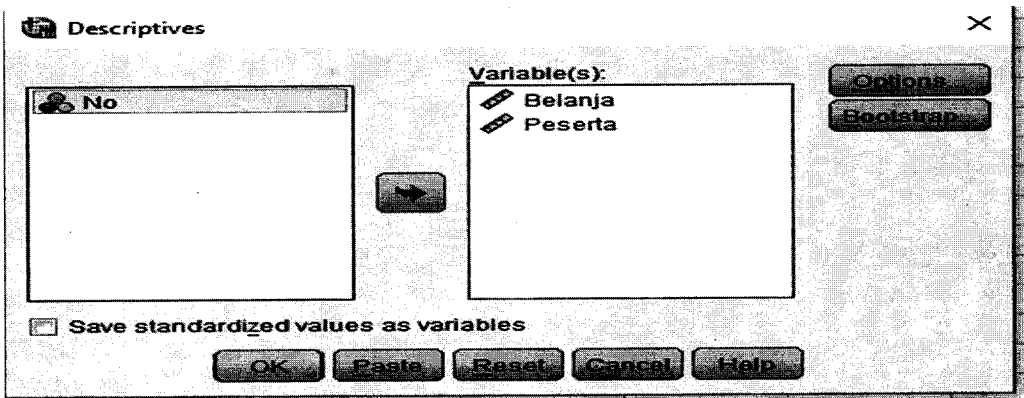 Descriptives
No
Variable(s):
Belanja
Peserta
Options...
Bootstrap...
Save standardized values as variables
OK
Paste
Reset
Cancel
Help